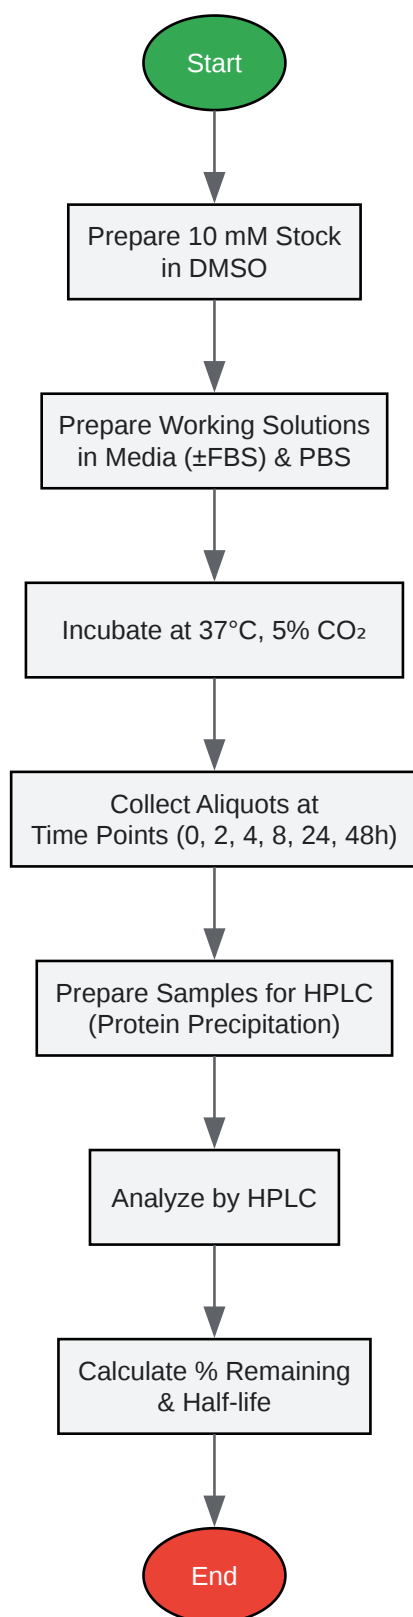 Start
Prepare 10 mM Stock
in DMSO
Prepare Working Solutions
in Media (±FBS) & PBS
Incubate at 37°C, 5% CO₂
Collect Aliquots at
Time Points (0, 2, 4, 8, 24, 48h)
Prepare Samples for HPLC
(Protein Precipitation)
Analyze by HPLC
Calculate % Remaining
& Half-life
End